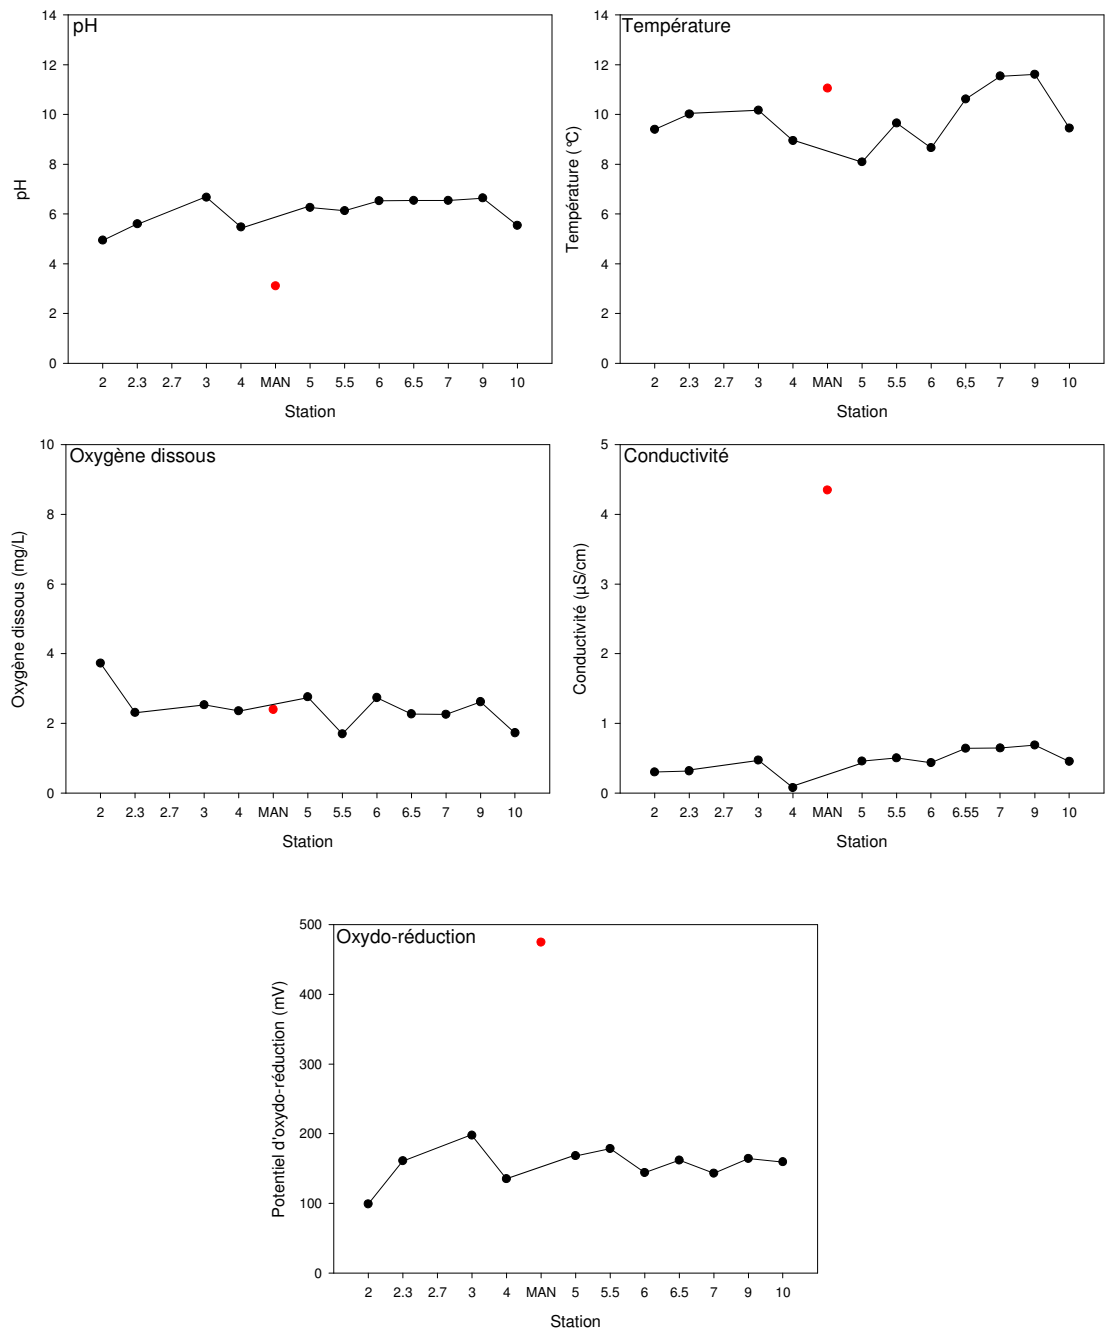 pH
14
12
10
8
6
4
2
0
pH
2 2.3 2.7 3 4 MAN 5 5.5 6 6.5 7 9 10
Station
Température
14
12
10
8
6
4
2
0
Température (°C)
2 2.3 2.7 3 4 MAN 5 5.5 6 6,5 7 9 10
Station
Oxygène dissous
10
8
6
4
2
0
Oxygène dissous (mg/L)
2 2.3 2.7 3 4 MAN 5 5.5 6 6.5 7 9 10
Station
Conductivité
5
4
3
2
1
0
Conductivité (µS/cm)
2 2.3 2.7 3 4 MAN 5 5.5 6 6.55 7 9 10
Station
Oxydo-réduction
500
400
300
200
100
0
Potentiel d'oxydo-réduction (mV)
2 2.3 2.7 3 4 MAN 5 5.5 6 6.5 7 9 10
Station